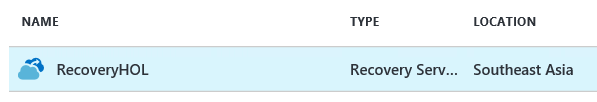 NAME TYPE LOCATION
RecoveryHOL Recovery Serv... Southeast Asia